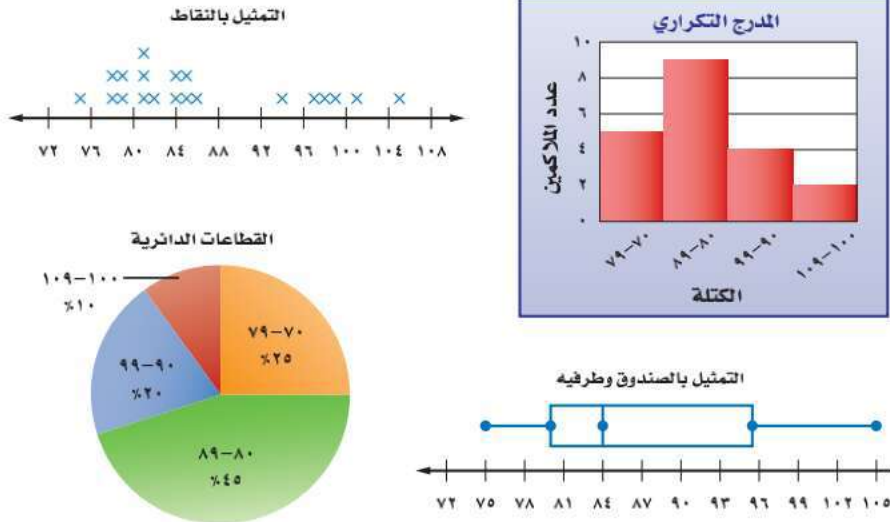 التمثيل بالنقاط
٧٢ ٧٦ ٨٠ ٨٤ ٨٨ ٩٢ ٩٦ ١٠٠ ١٠٤ ١٠٨
المدرج التكراري
عدد الملاكمين
١٠
٨
٦
٤
٢
٠
٧٩-٧٠ ٨٩-٨٠ ٩٩-٩٠ ١٠٩-١٠٠
الكتلة
القطاعات الدائرية
١٠٩-١٠٠
٪١٠
٧٩-٧٠
٪٢٥
٩٩-٩٠
٪٢٠
٨٩-٨٠
٪٤٥
التمثيل بالصندوق وطرفيه
٧٢ ٧٥ ٧٨ ٨١ ٨٤ ٨٧ ٩٠ ٩٣ ٩٦ ٩٩ ١٠٢ ١٠٥